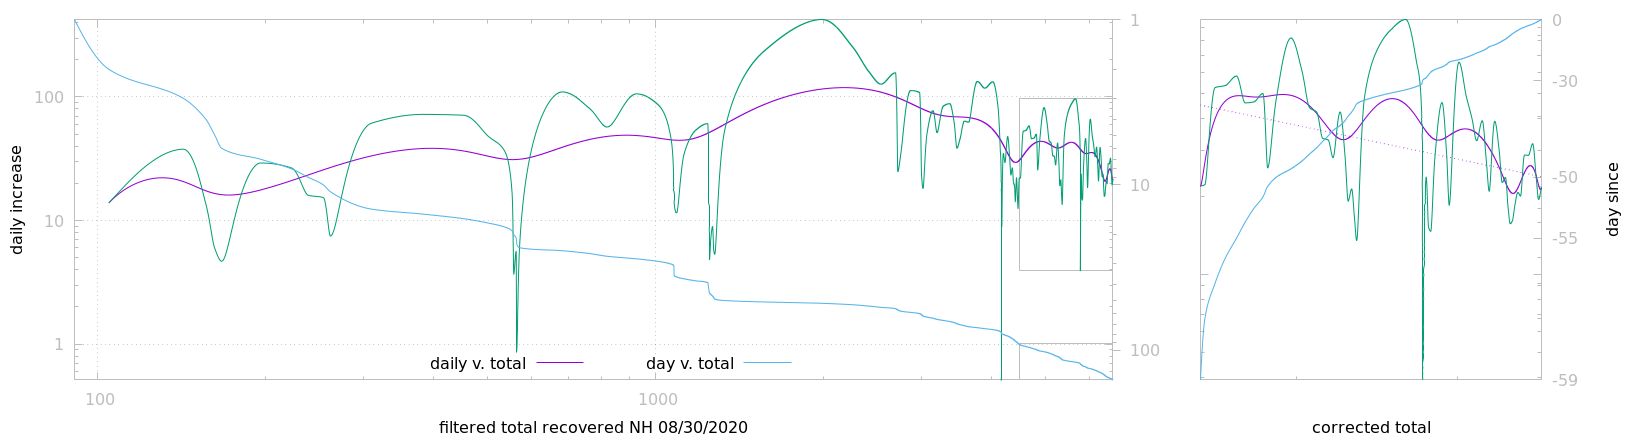 daily increase
100
10
1
daily v. total
day v. total
1
10
100
100
1000
filtered total recovered NH 08/30/2020
0
-30
-50
-55
-59
day since
corrected total